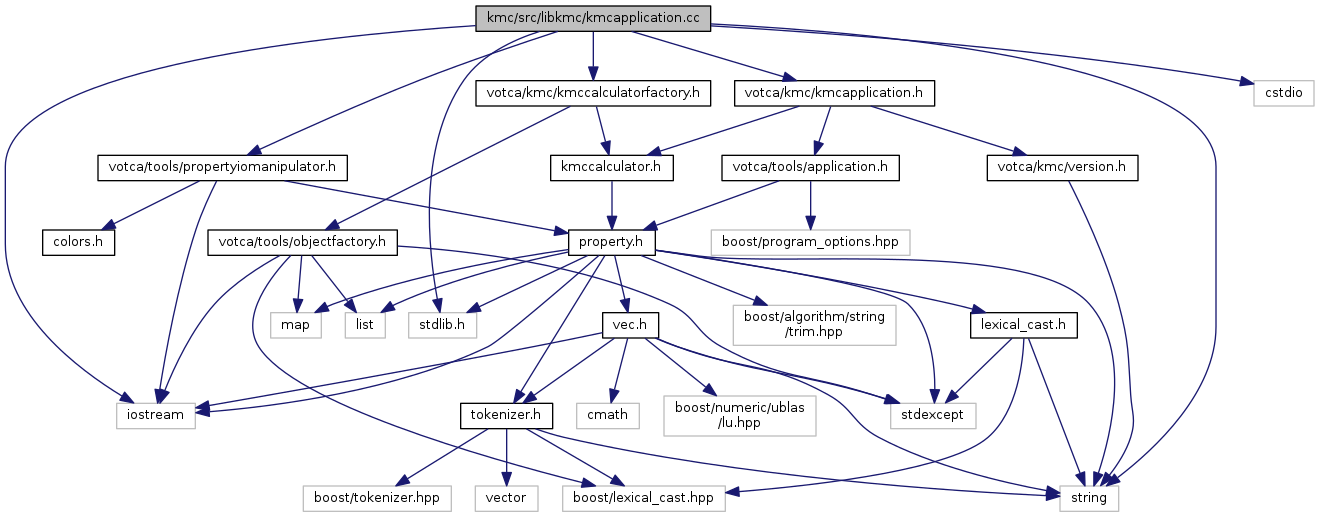 kmc/src/libkmc/kmcapplication.cc
votca/kmc/kmccalculatorfactory.h
votca/kmc/kmcapplication.h
cstdio
votca/tools/propertyiomanipulator.h
kmccalculator.h
votca/tools/application.h
votca/kmc/version.h
colors.h
votca/tools/objectfactory.h
property.h
boost/program_options.hpp
map
list
stdlib.h
vec.h
boost/algorithm/string
/trim.hpp
lexical_cast.h
iostream
tokenizer.h
cmath
boost/numeric/ublas
/lu.hpp
stdexcept
boost/tokenizer.hpp
vector
boost/lexical_cast.hpp
string